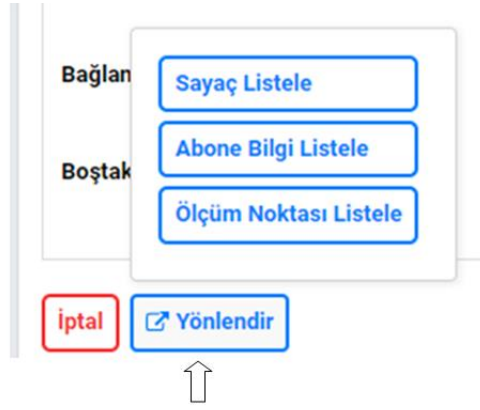 Bağlan
Sayaç Listele
Abone Bilgi Listele
Boştak
Ölçüm Noktası Listele
İptal
Yönlendir